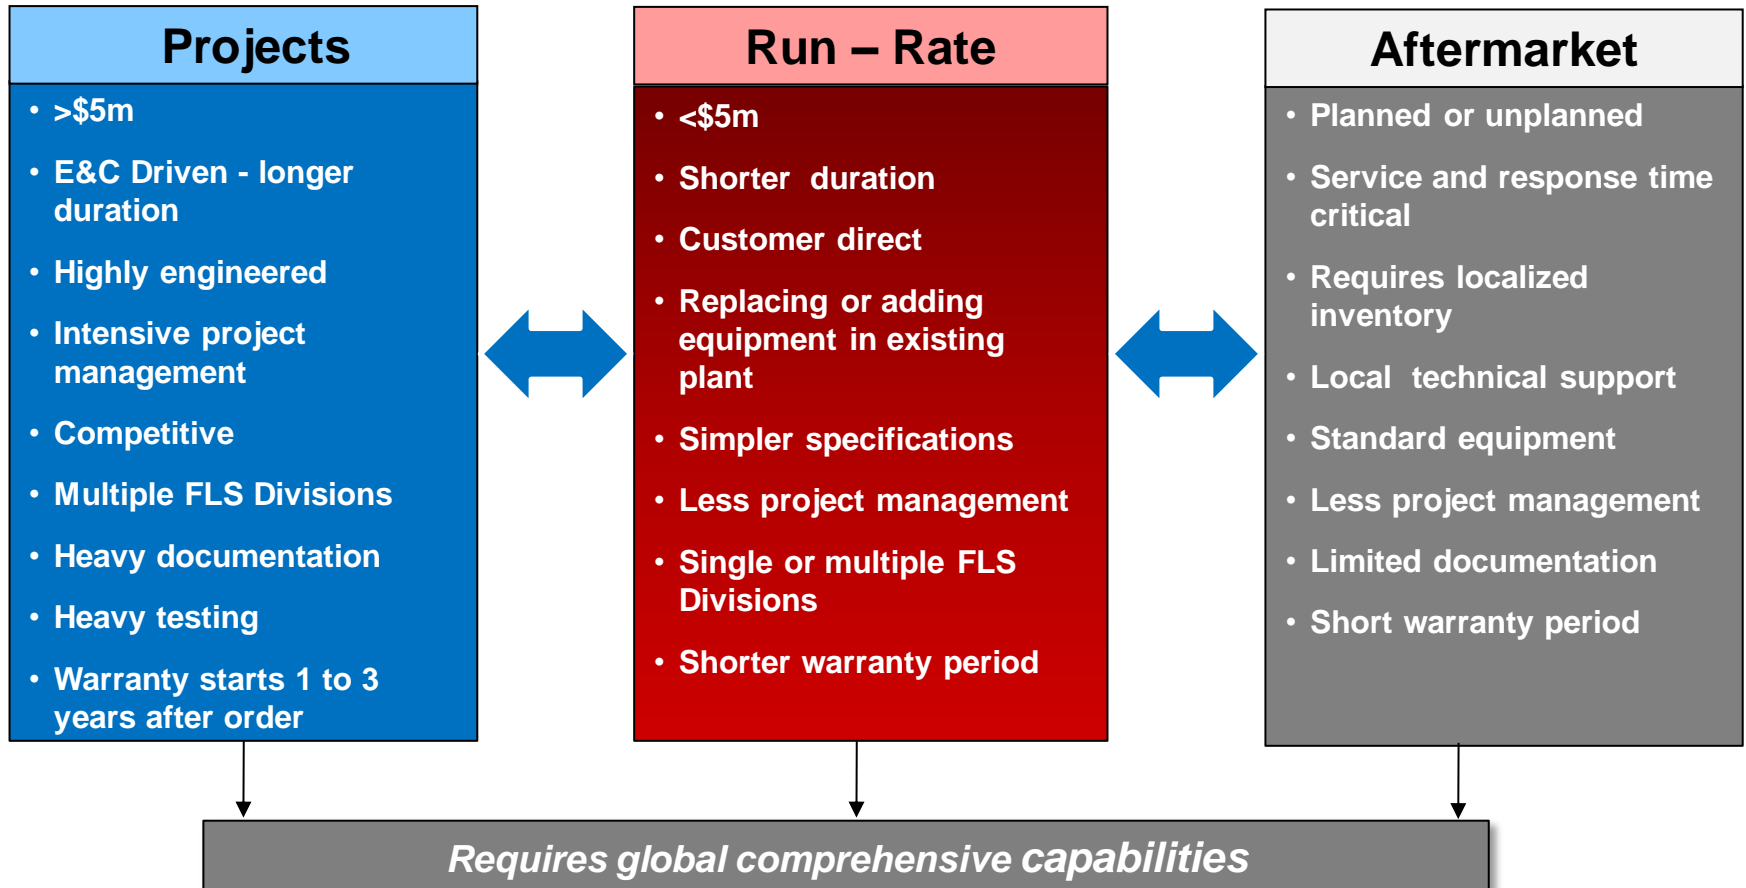 Projects
• >$5m
• E&C Driven - longer
duration
• Highly engineered
• Intensive project
management
• Competitive
• Multiple FLS Divisions
• Heavy documentation
• Heavy testing
• Warranty starts 1 to 3
years after order
Run – Rate
• <$5m
• Shorter duration
• Customer direct
• Replacing or adding
equipment in existing
plant
• Simpler specifications
• Less project management
• Single or multiple FLS
Divisions
• Shorter warranty period
Aftermarket
• Planned or unplanned
• Service and response time
critical
• Requires localized
inventory
• Local technical support
• Standard equipment
• Less project management
• Limited documentation
• Short warranty period
Requires global comprehensive capabilities